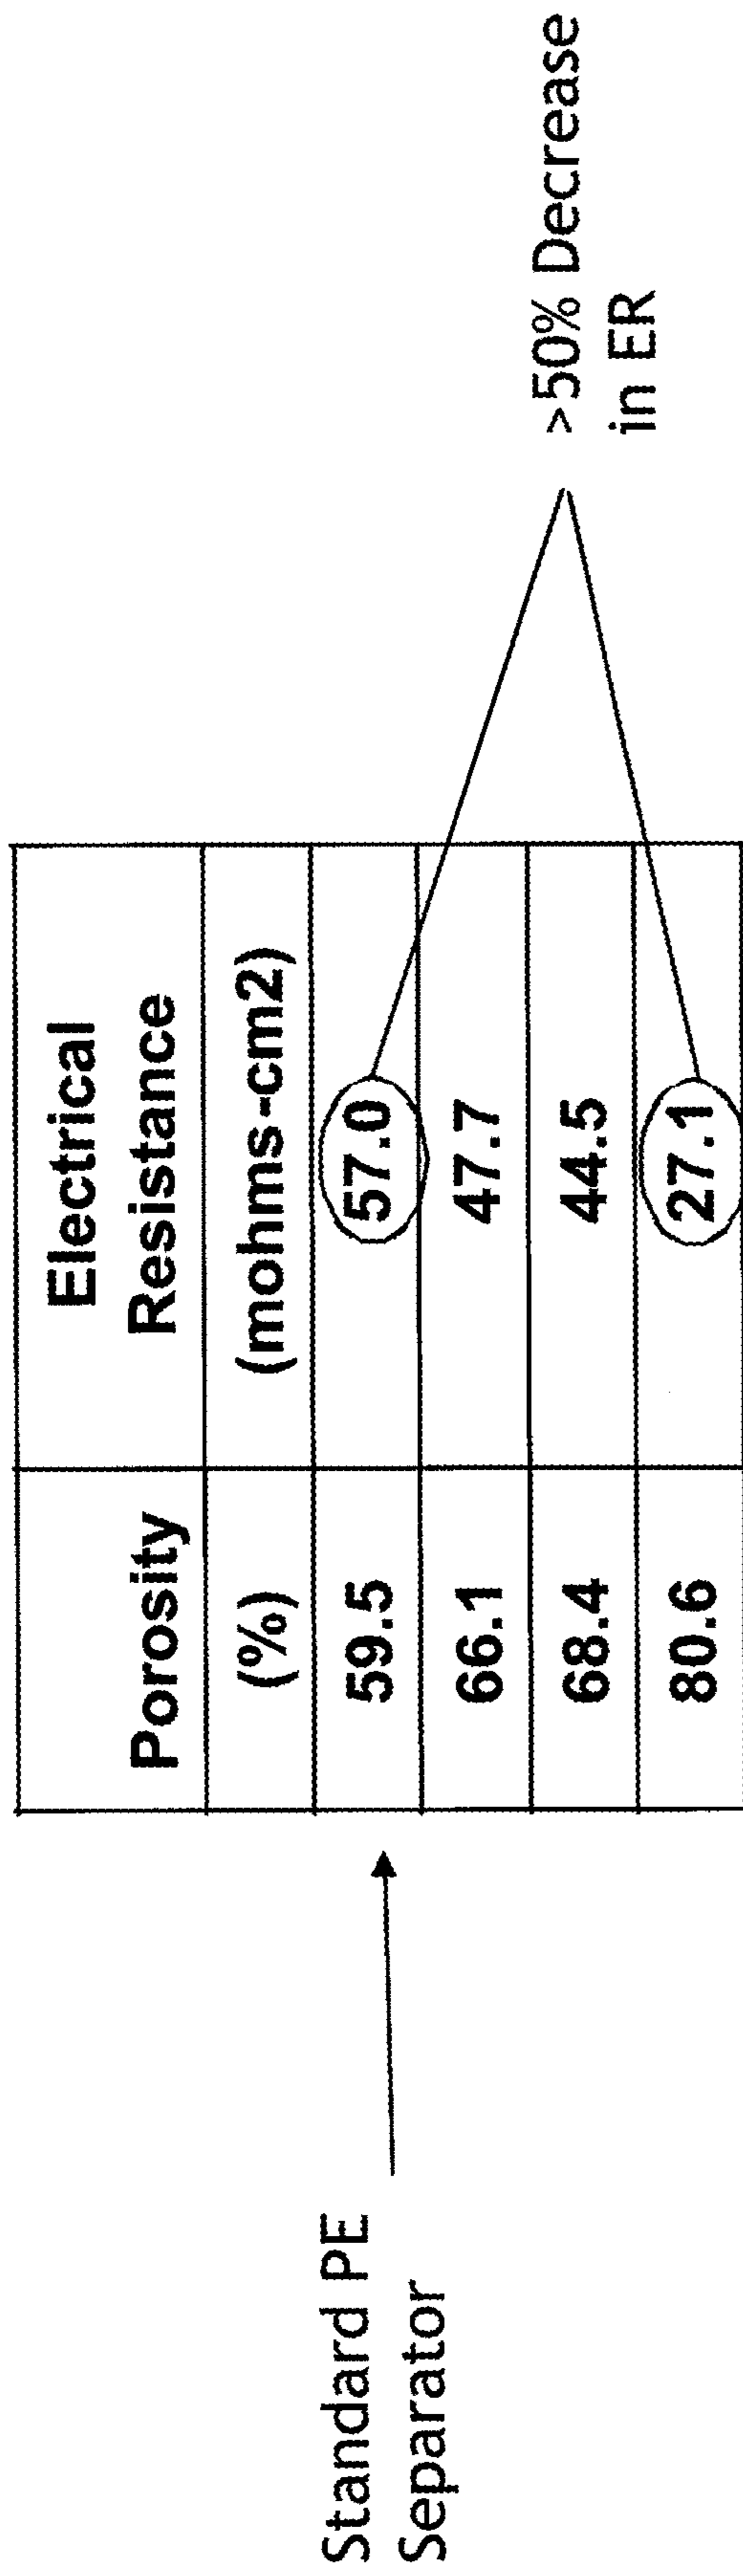 Porosity
Electrical
Resistance
(%)
(mohms-cm2)
Standard PE
Separator
59.5
57.0
66.1
47.7
68.4
44.5
80.6
27.1
>50% Decrease
in ER